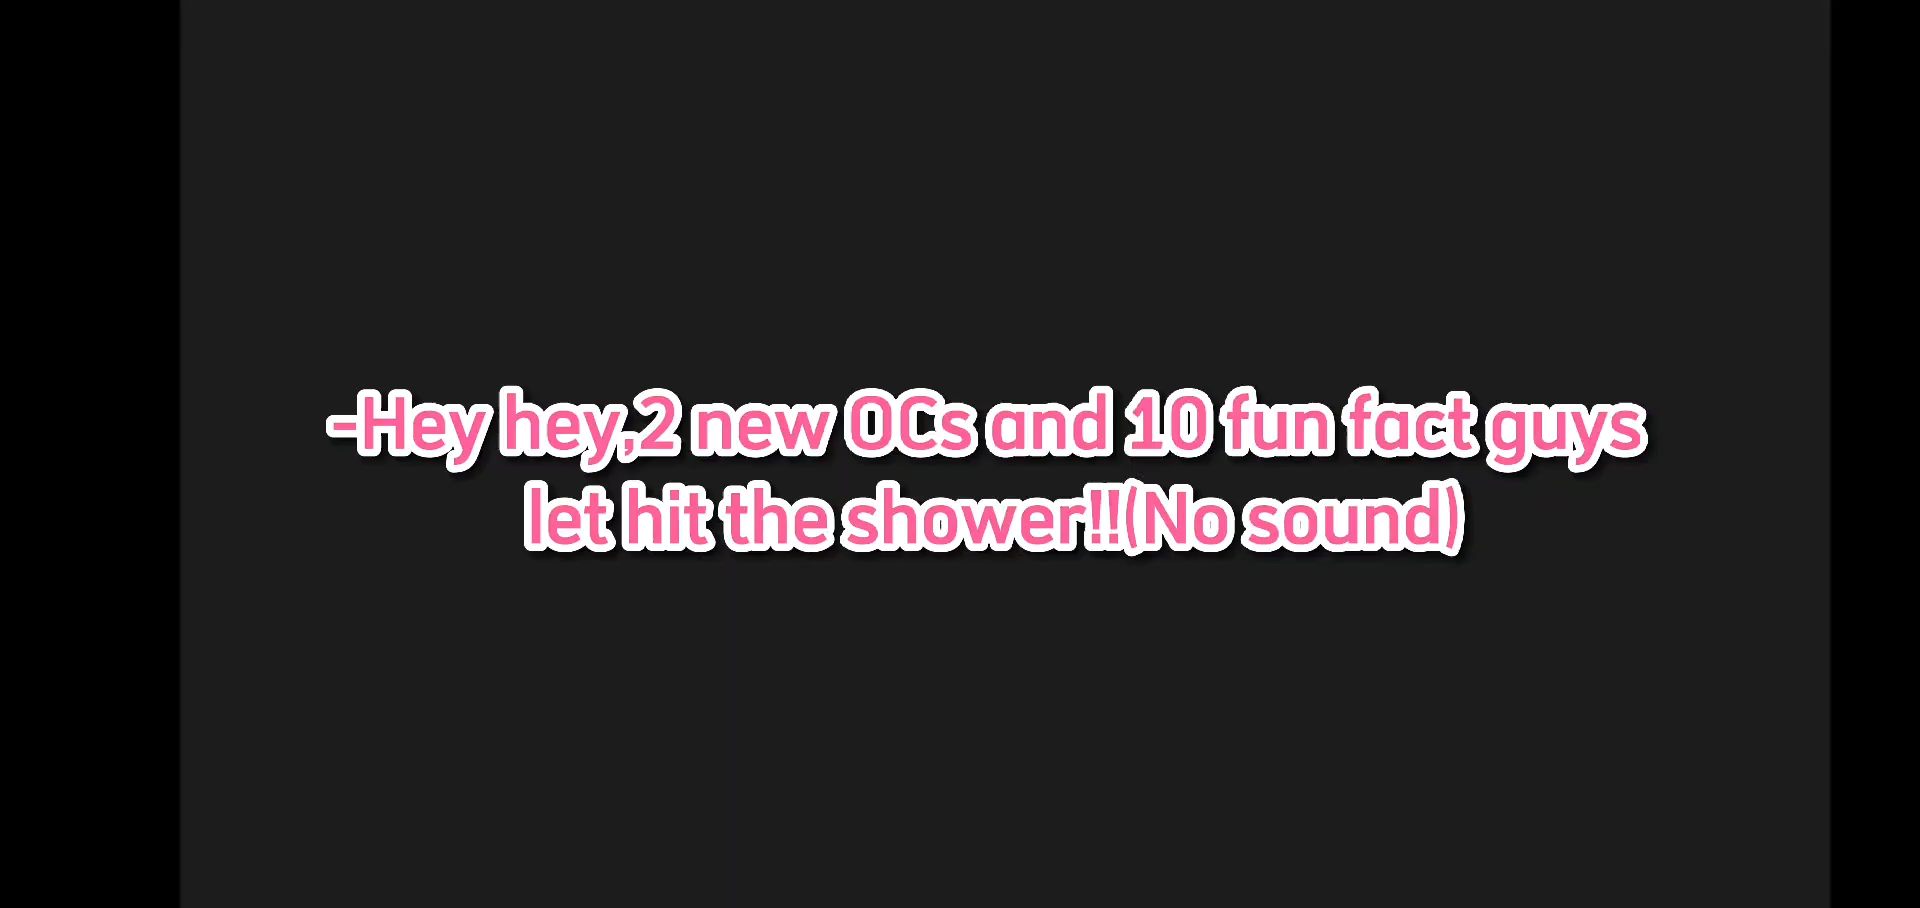 -Hey hey,2 new OCs and 10 fun fact guys
let hit the shower!!(No sound)